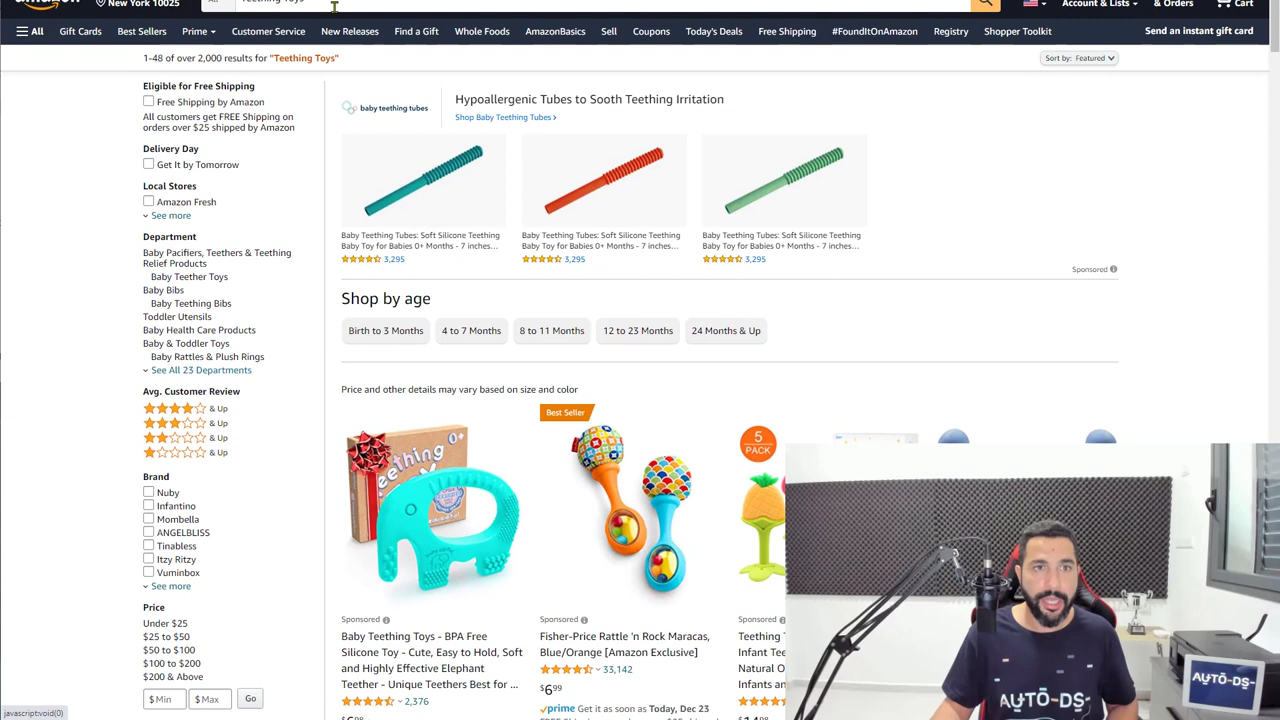 New York 10025
All
Teething Toys
Account & Lists
& Orders
Cart
All
Gift Cards
Best Sellers
Prime
Customer Service
New Releases
Find a Gift
Whole Foods
AmazonBasics
Sell
Coupons
Today's Deals
Free Shipping
#FoundItOnAmazon
Registry
Shopper Toolkit
Send an instant gift card
1-48 of over 2,000 results for "Teething Toys"
Sort by: Featured
Eligible for Free Shipping
Free Shipping by Amazon
All customers get FREE Shipping on
orders over $25 shipped by Amazon
Delivery Day
Get It by Tomorrow
Local Stores
Amazon Fresh
See more
Department
Baby Pacifiers, Teethers & Teething
Relief Products
Baby Teether Toys
Baby Bibs
Baby Teething Bibs
Toddler Utensils
Baby Health Care Products
Baby & Toddler Toys
Baby Rattles & Plush Rings
See All 23 Departments
Avg. Customer Review
& Up
& Up
& Up
& Up
Brand
Nuby
Infantino
Mombella
ANGELBLISS
Tinabless
Itzy Ritzy
Vuminbox
See more
Price
Under $25
$25 to $50
$50 to $100
$100 to $200
$200 & Above
$ Min
$ Max
Go
javascript:void(0)
baby teething tubes
Hypoallergenic Tubes to Sooth Teething Irritation
Shop Baby Teething Tubes ›
Baby Teething Tubes: Soft Silicone Teething
Baby Toy for Babies 0+ Months - 7 inches…
3,295
Baby Teething Tubes: Soft Silicone Teething
Baby Toy for Babies 0+ Months - 7 inches…
3,295
Baby Teething Tubes: Soft Silicone Teething
Baby Toy for Babies 0+ Months - 7 inches…
3,295
Sponsored
Shop by age
Birth to 3 Months
4 to 7 Months
8 to 11 Months
12 to 23 Months
24 Months & Up
Price and other details may vary based on size and color
0+
Teething
Sponsored
Baby Teething Toys - BPA Free
Silicone Toy - Cute, Easy to Hold, Soft
and Highly Effective Elephant
Teether - Unique Teethers Best for ...
2,376
Best Seller
Sponsored
Fisher-Price Rattle 'n Rock Maracas,
Blue/Orange [Amazon Exclusive]
33,142
$6.99
prime Get it as soon as Today, Dec 23
5
PACK
Sponsored
Teething
Infant Tee
Natural O
Infants an
AUTO-DS
AUTO-DS